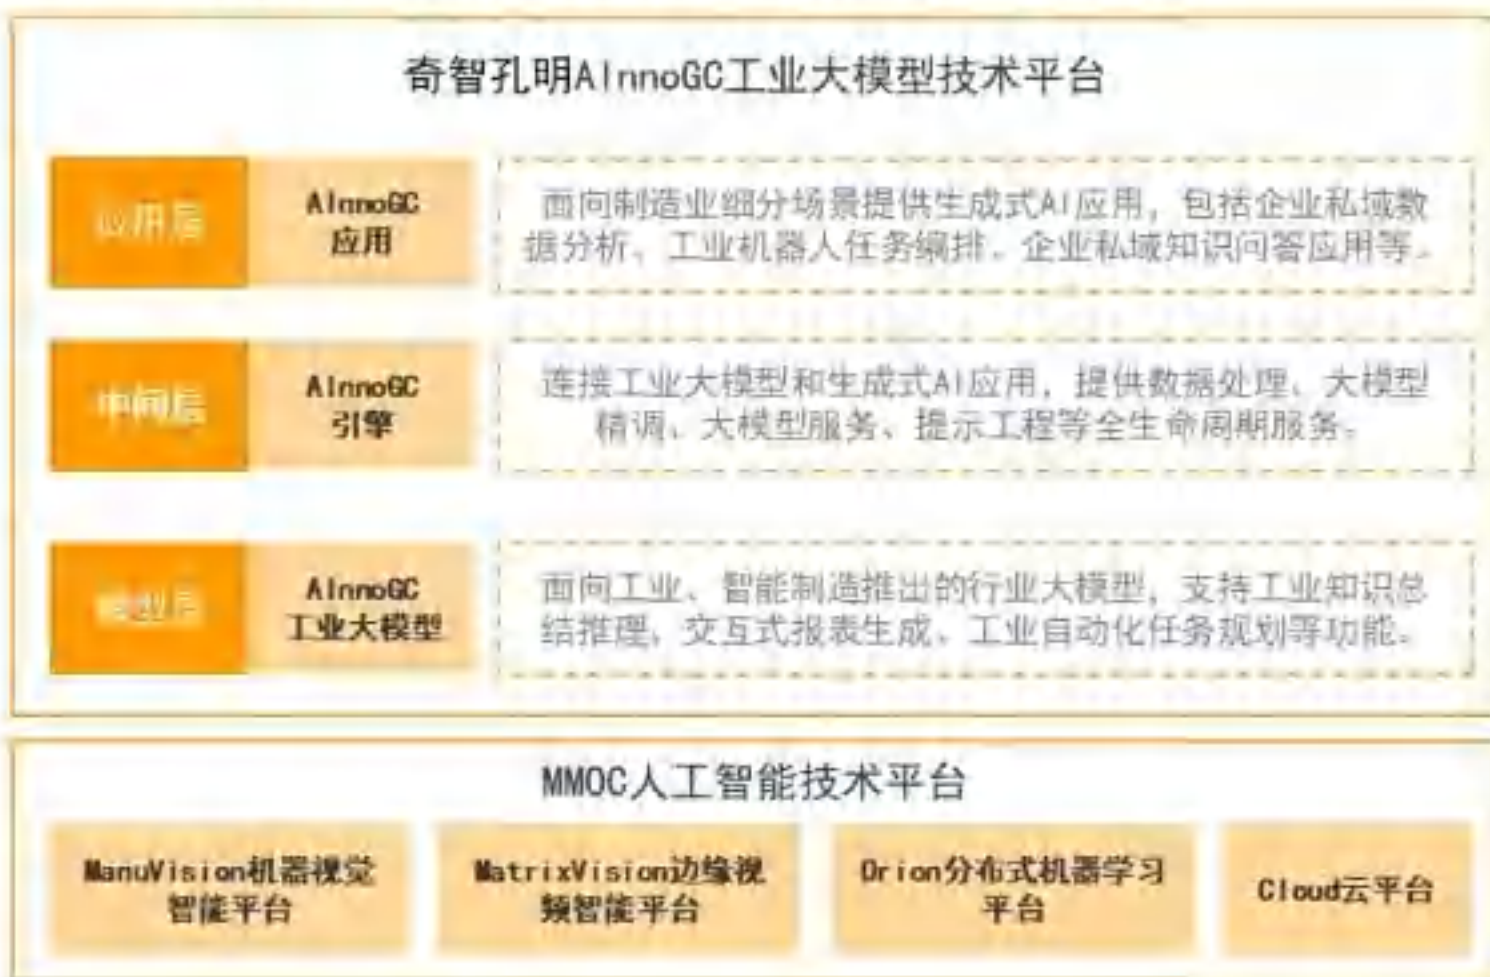 奇智孔明AInnoGC工业大模型技术平台
应用层
AInnoGC
应用
面向制造业细分场景提供生成式AI应用，包括企业私域数
据分析、工业机器人任务编排、企业私域知识问答应用等。
中间层
AInnoGC
引擎
连接工业大模型和生成式AI应用，提供数据处理、大模型
精调、大模型服务、提示工程等全生命周期服务。
模型层
AInnoGC
工业大模型
面向工业、智能制造推出的行业大模型，支持工业知识总
结推理、交互式报表生成、工业自动化任务规划等功能。
MMOC人工智能技术平台
ManuVision机器视觉
智能平台
MatrixVision边缘视
频智能平台
Orion分布式机器学习
平台
Cloud云平台